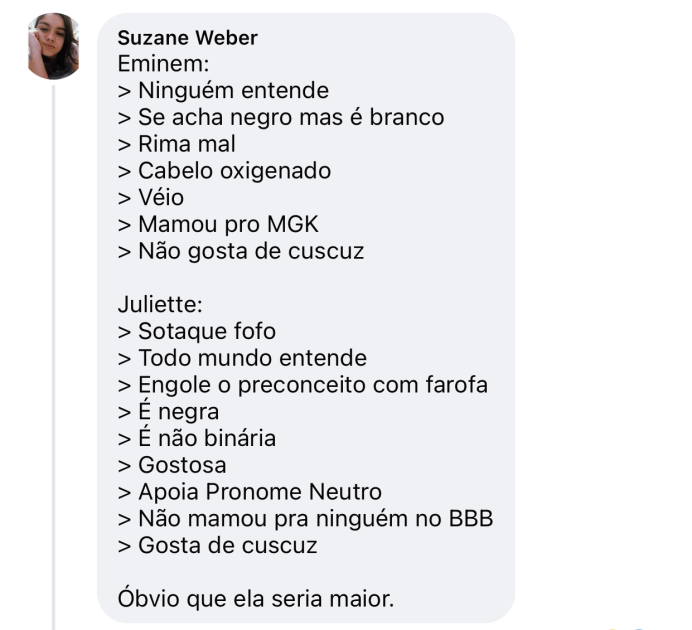 Suzane Weber
Eminem:
> Ninguém entende
> Se acha negro mas é branco
> Rima mal
> Cabelo oxigenado
> Véio
> Mamou pro MGK
> Não gosta de cuscuz
Juliette:
> Sotaque fofo
> Todo mundo entende
> Engole o preconceito com farofa
> É negra
> É não binária
> Gostosa
> Apoia Pronome Neutro
> Não mamou pra ninguém no BBB
> Gosta de cuscuz
Óbvio que ela seria maior.